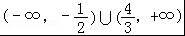 (-∞, -1/2)∪(4/3, +∞)